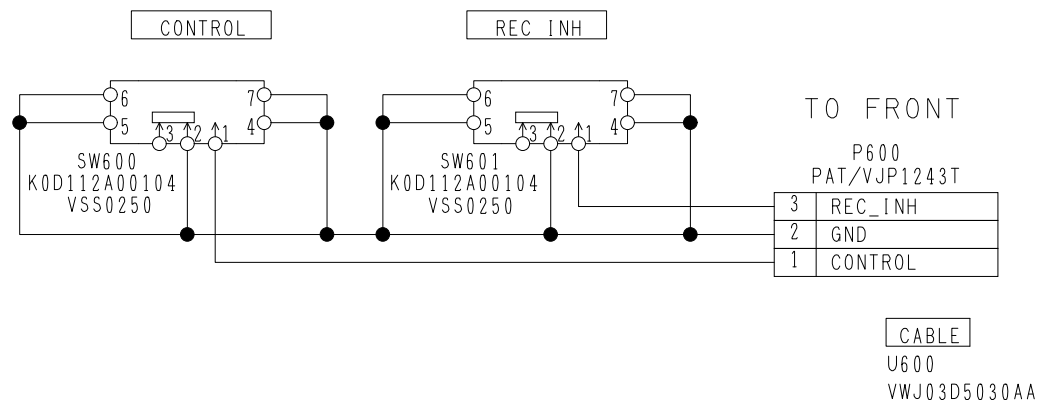 CONTROL
REC INH
6
7
5
3
2
1
4
SW600
K0D112A00104
VSS0250
6
7
5
3
2
1
4
SW601
K0D112A00104
VSS0250
TO FRONT
P600
PAT/VJP1243T
3 REC_INH
2 GND
1 CONTROL
CABLE
U600
VWJ03D5030AA